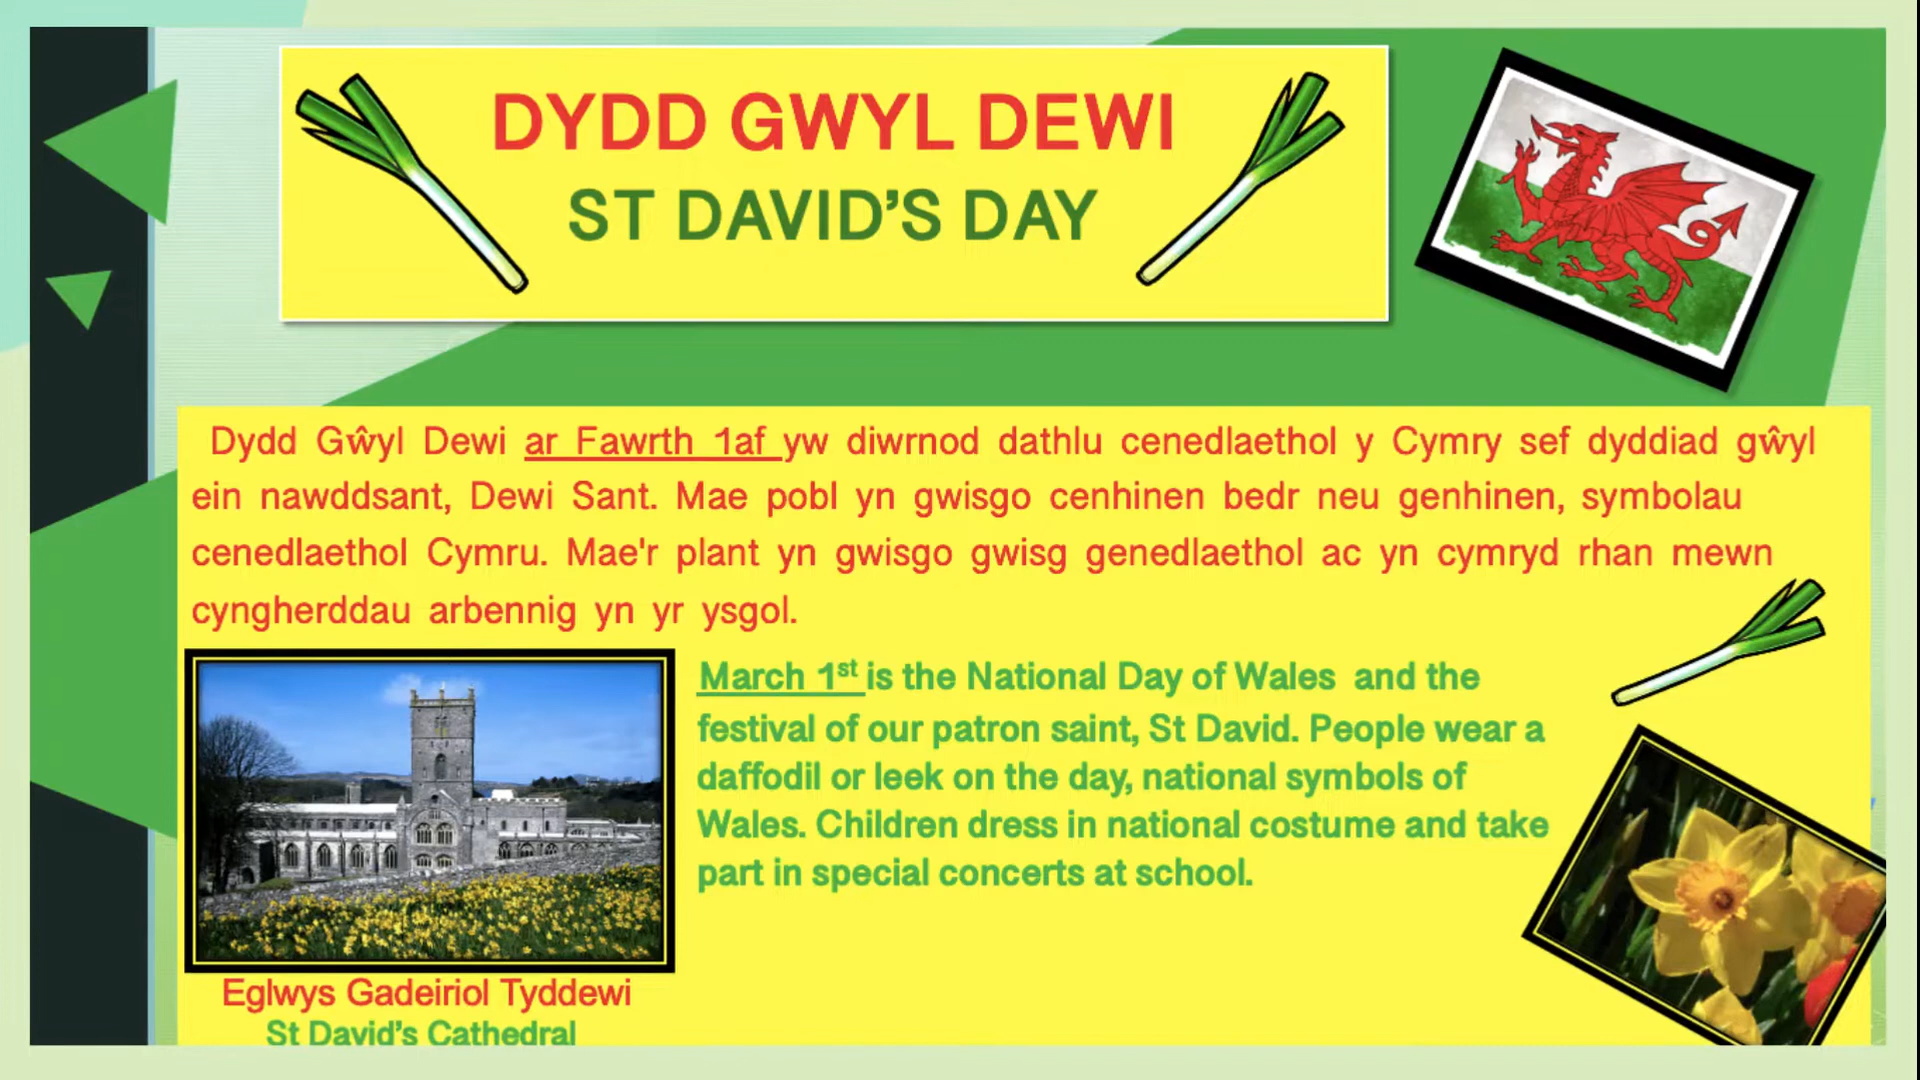 DYDD GWYL DEWI
ST DAVID’S DAY
Dydd Gŵyl Dewi ar Fawrth 1af yw diwrnod dathlu cenedlaethol y Cymry sef dyddiad gŵyl
ein nawddsant, Dewi Sant. Mae pobl yn gwisgo cenhinen bedr neu genhinen, symbolau
cenedlaethol Cymru. Mae'r plant yn gwisgo gwisg genedlaethol ac yn cymryd rhan mewn
cyngherddau arbennig yn yr ysgol.
March 1st is the National Day of Wales and the
festival of our patron saint, St David. People wear a
daffodil or leek on the day, national symbols of
Wales. Children dress in national costume and take
part in special concerts at school.
Eglwys Gadeiriol Tyddewi
St David’s Cathedral